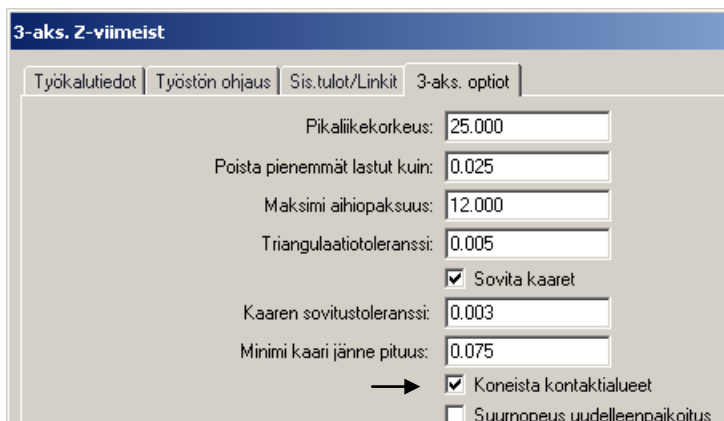 3-aks. Z-viimeist
Työkalutiedot Työstön ohjaus Sis.tulot/Linkit 3-aks. optiot
Pikaliikekorkeus: 25.000
Poista pienemmät lastut kuin: 0.025
Maksimi aihiopaksuus: 12.000
Triangulaatiotoleranssi: 0.005
Sovita kaaret
Kaaren sovitustoleranssi: 0.003
Minimi kaari jänne pituus: 0.075
Koneista kontaktialueet
Suurnopeus uudelleenpaikoitus